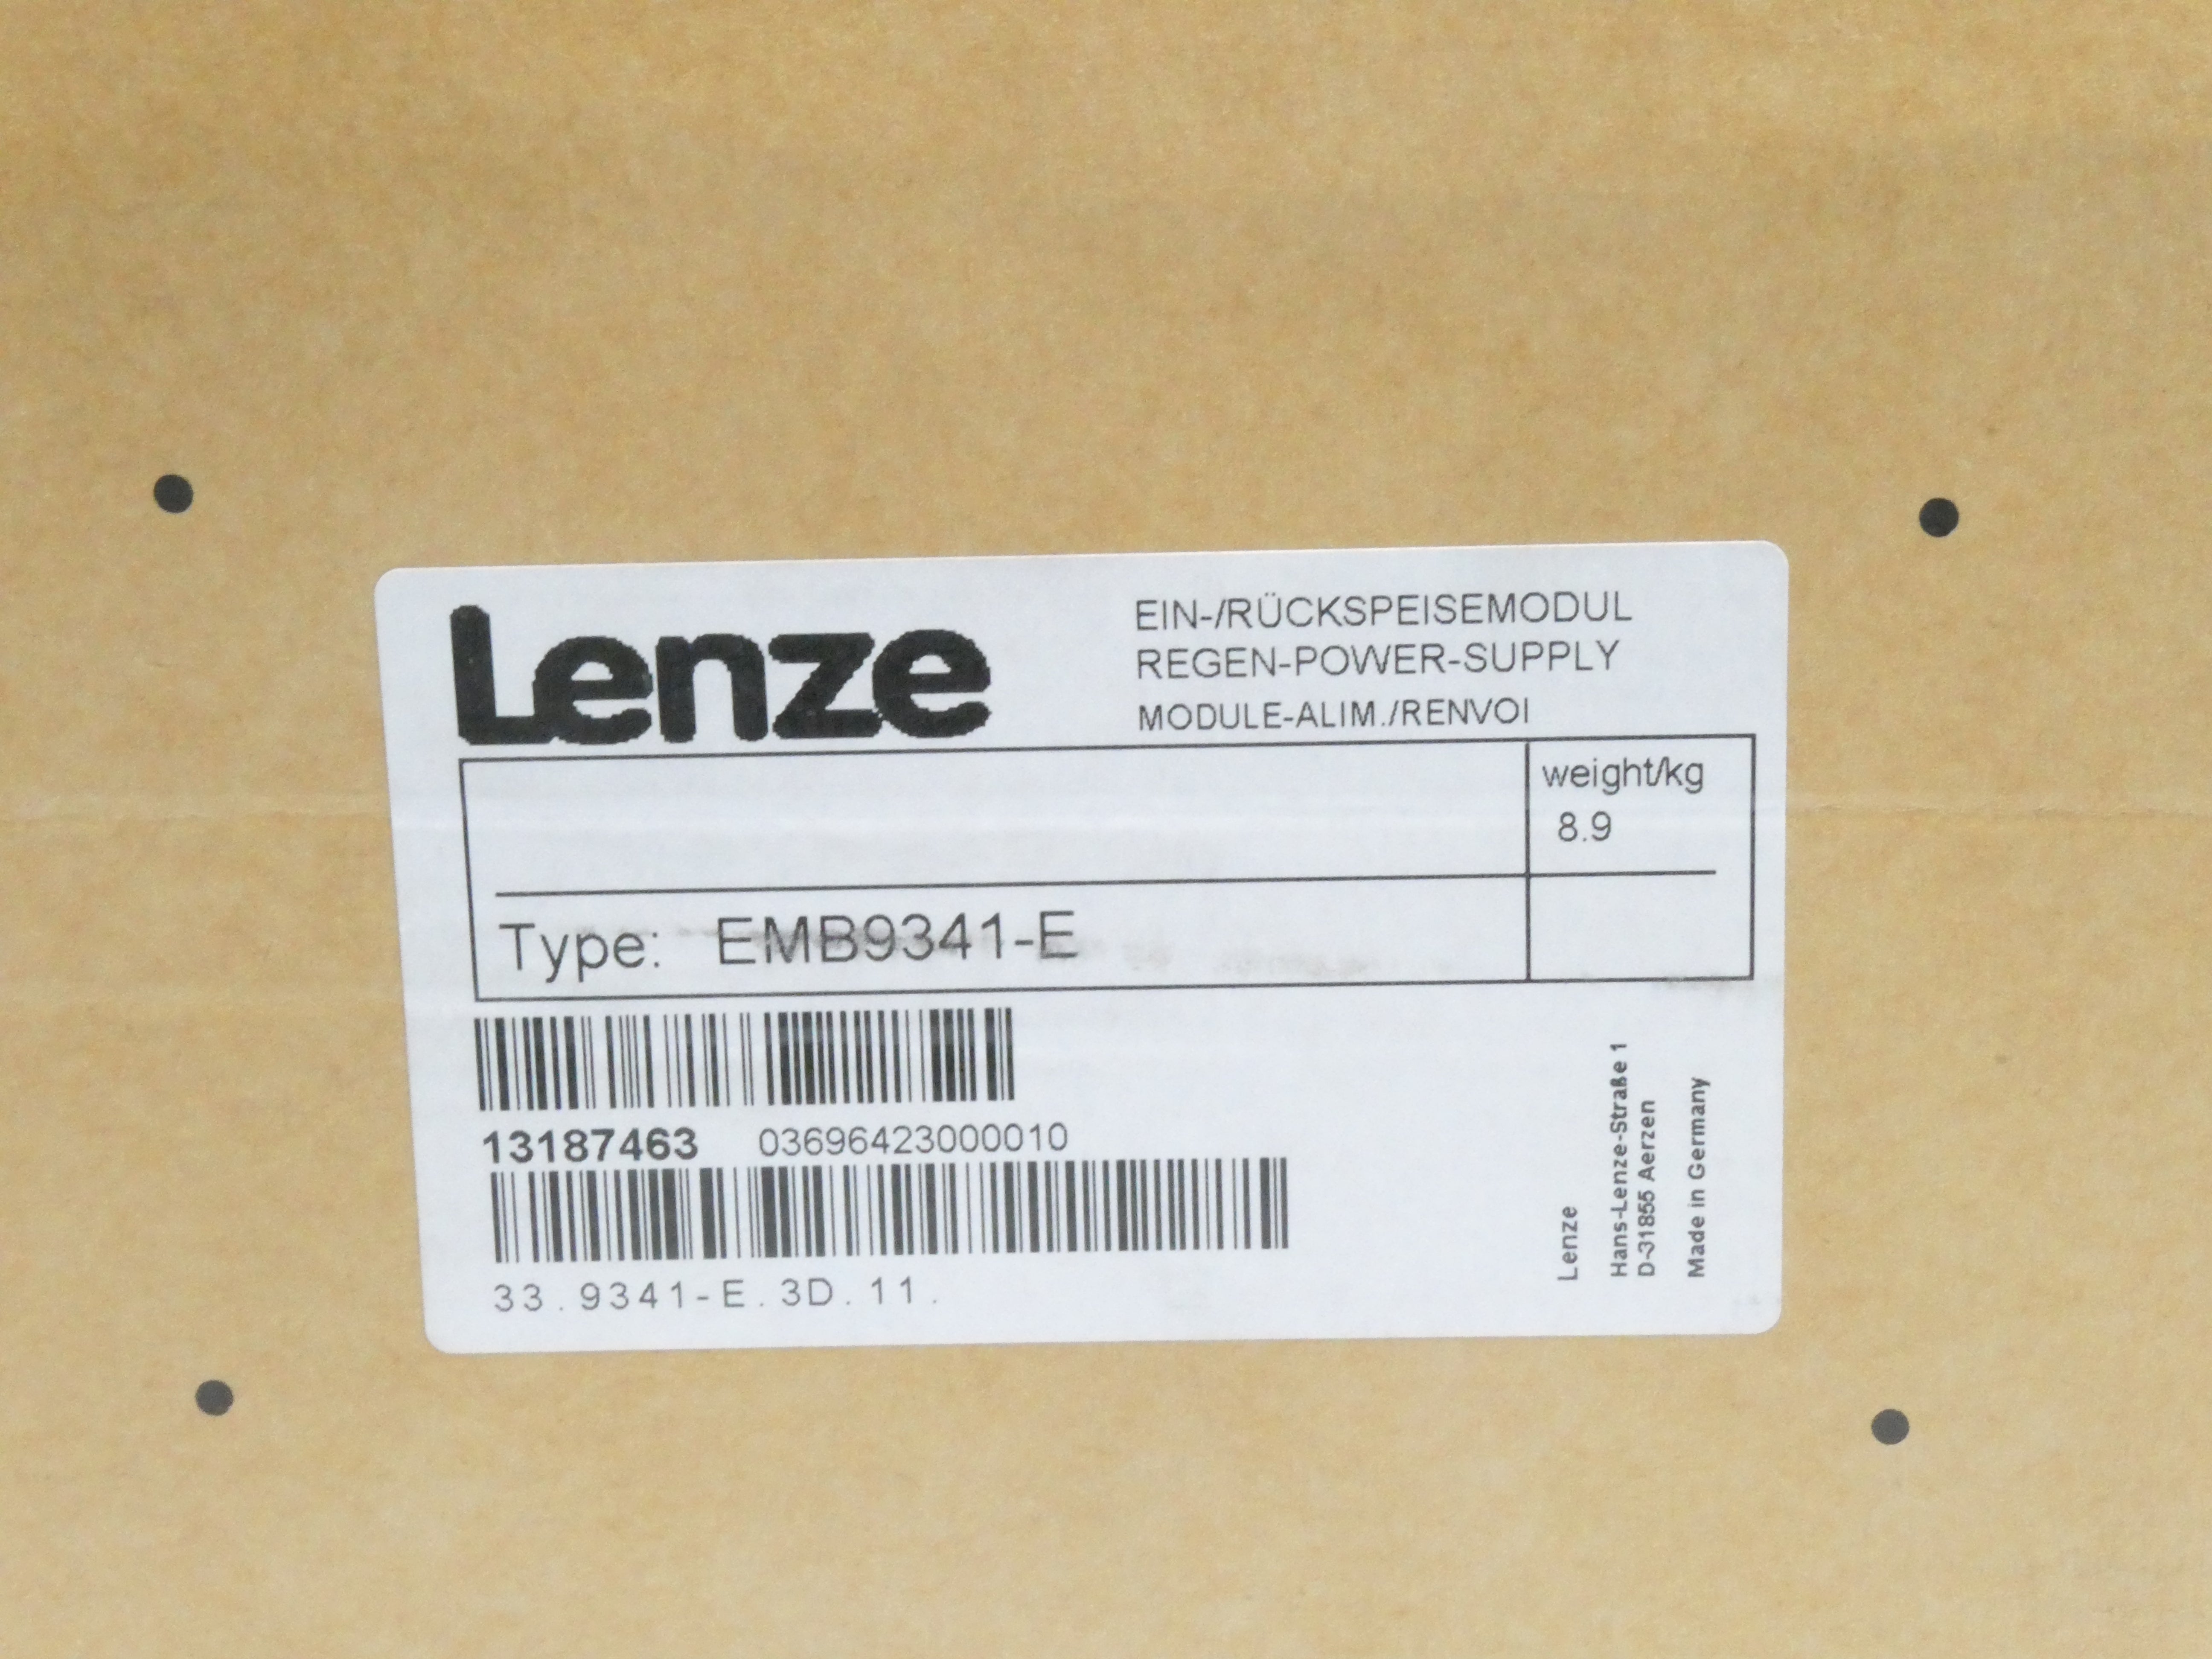 Lenze
EIN-/RÜCKSPEISEMODUL
REGEN-POWER-SUPPLY
MODULE-ALIM./RENVOI
weight/kg
8.9
Type: EMB9341-E
13187463 03696423000010
33.9341-E.3D.11.
Lenze
Hans-Lenze-Straße 1
D-31855 Aerzen
Made in Germany